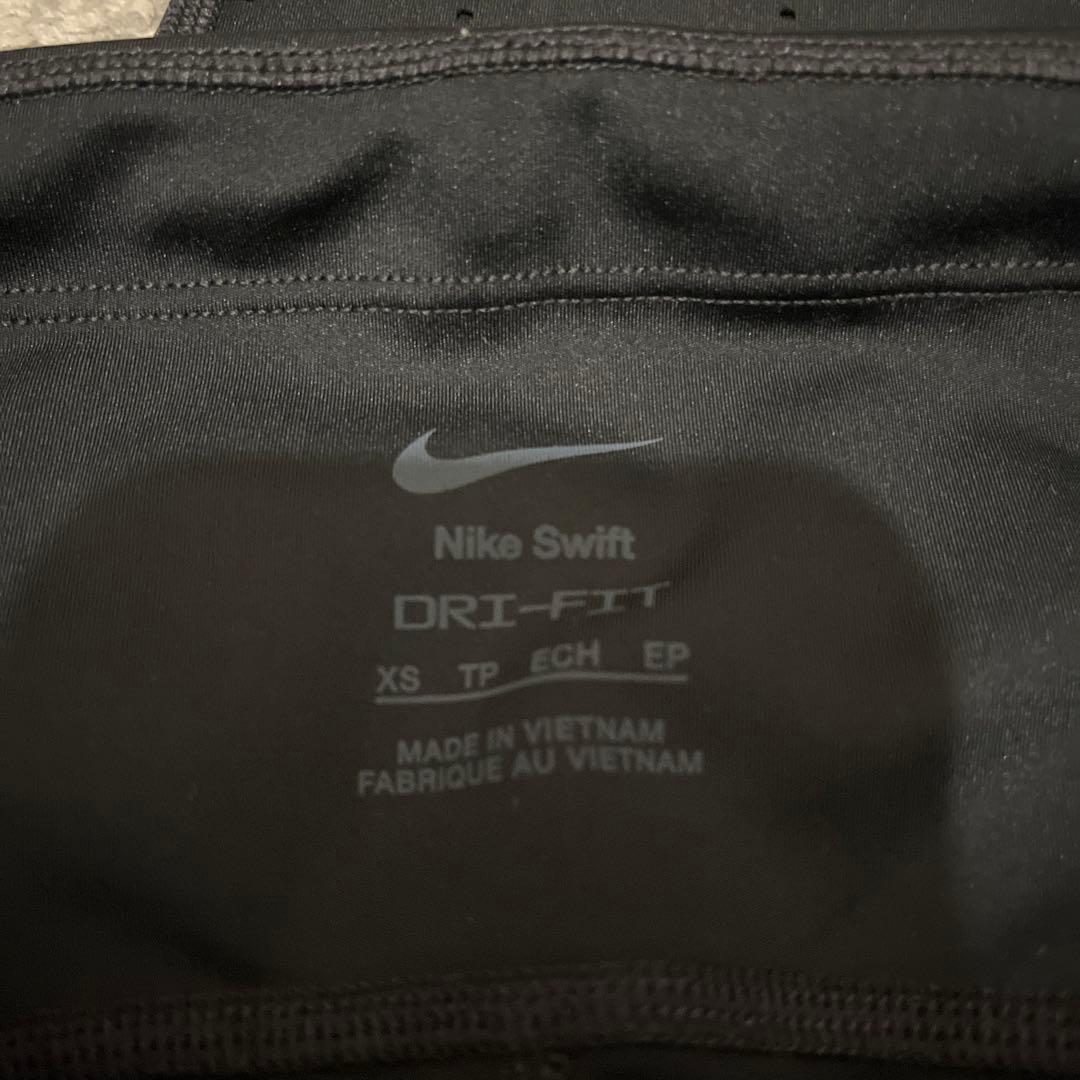 Nike Swift
DRI-FIT
XS TP ECH EP
MADE IN VIETNAM
FABRIQUE AU VIETNAM